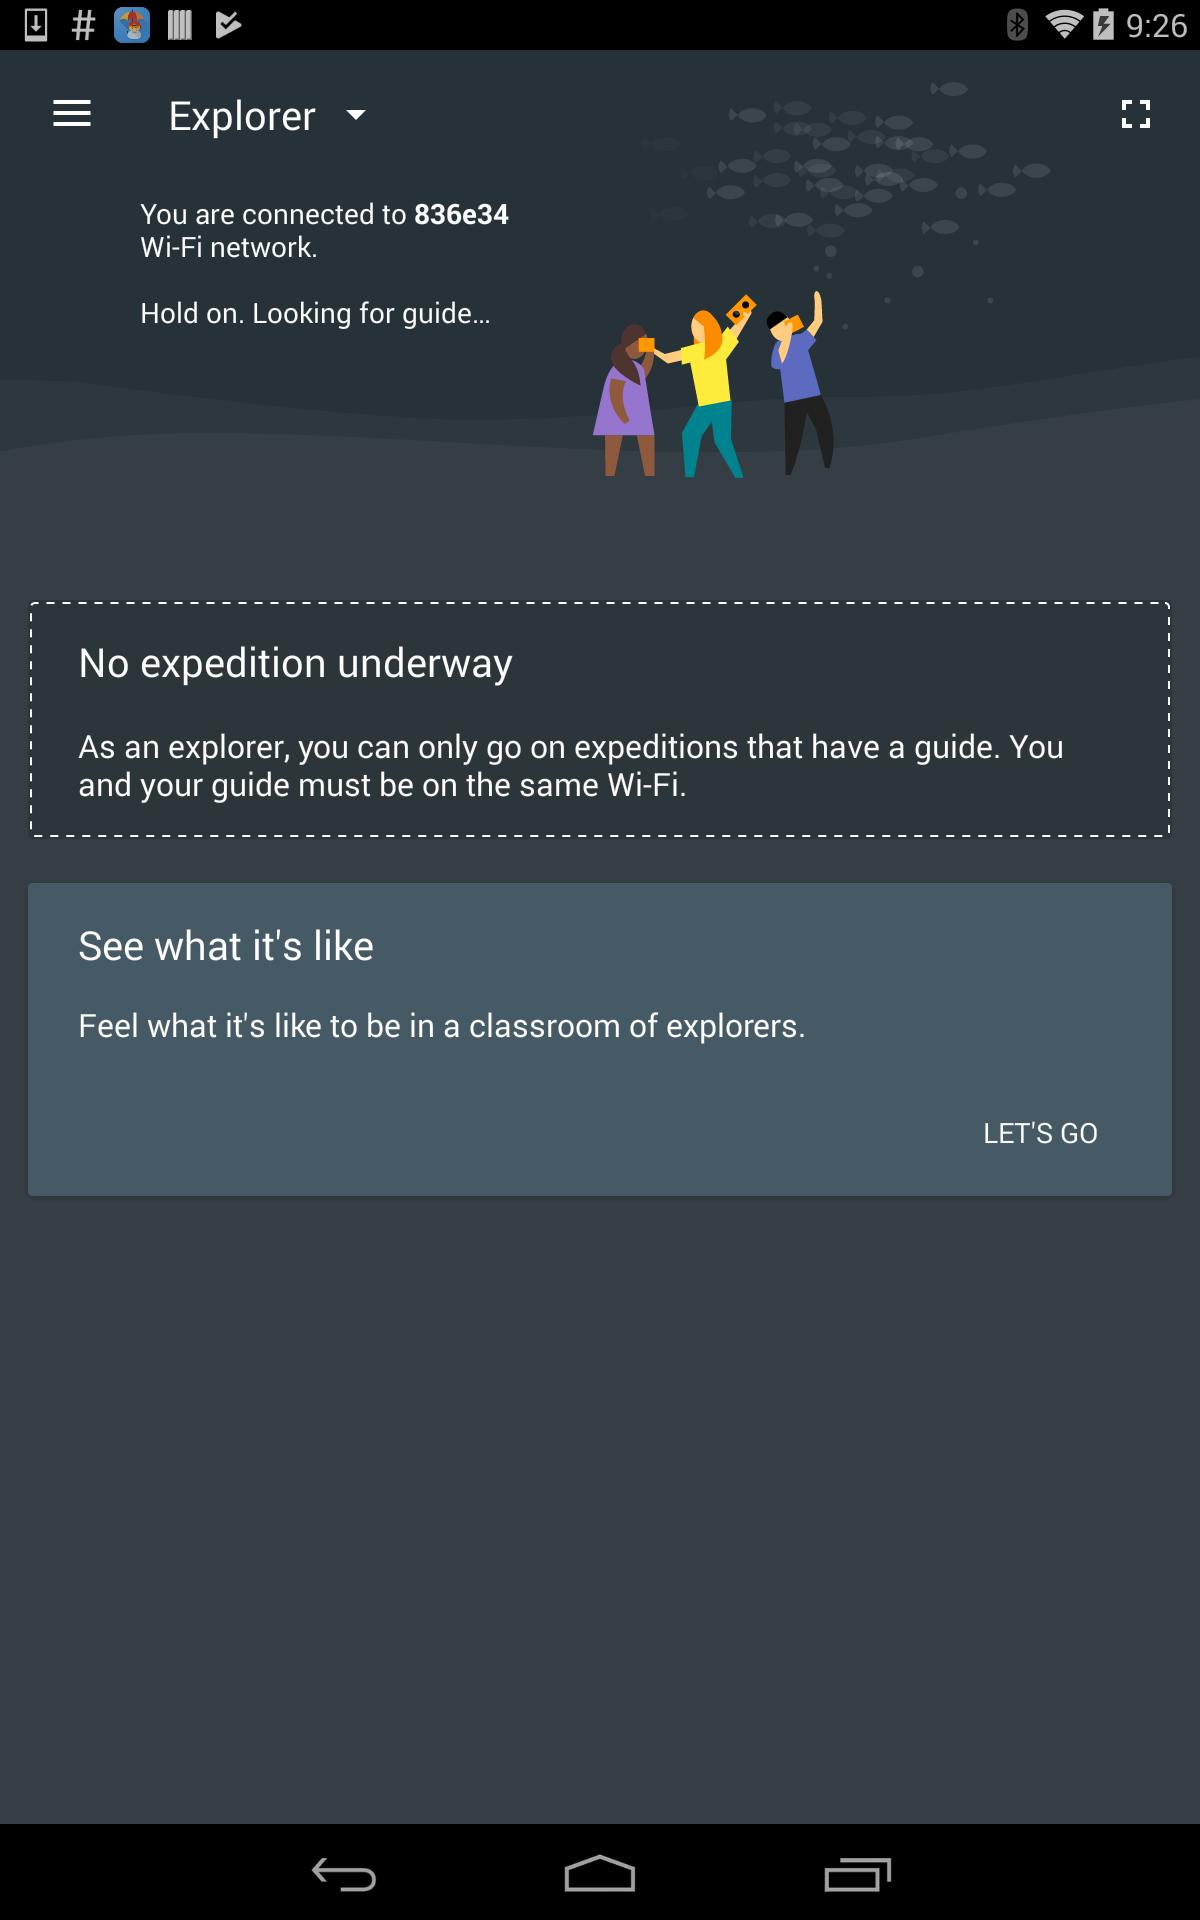 9:26
Explorer
You are connected to 836e34
Wi-Fi network.
Hold on. Looking for guide...
No expedition underway
As an explorer, you can only go on expeditions that have a guide. You
and your guide must be on the same Wi-Fi.
See what it's like
Feel what it's like to be in a classroom of explorers.
LET'S GO